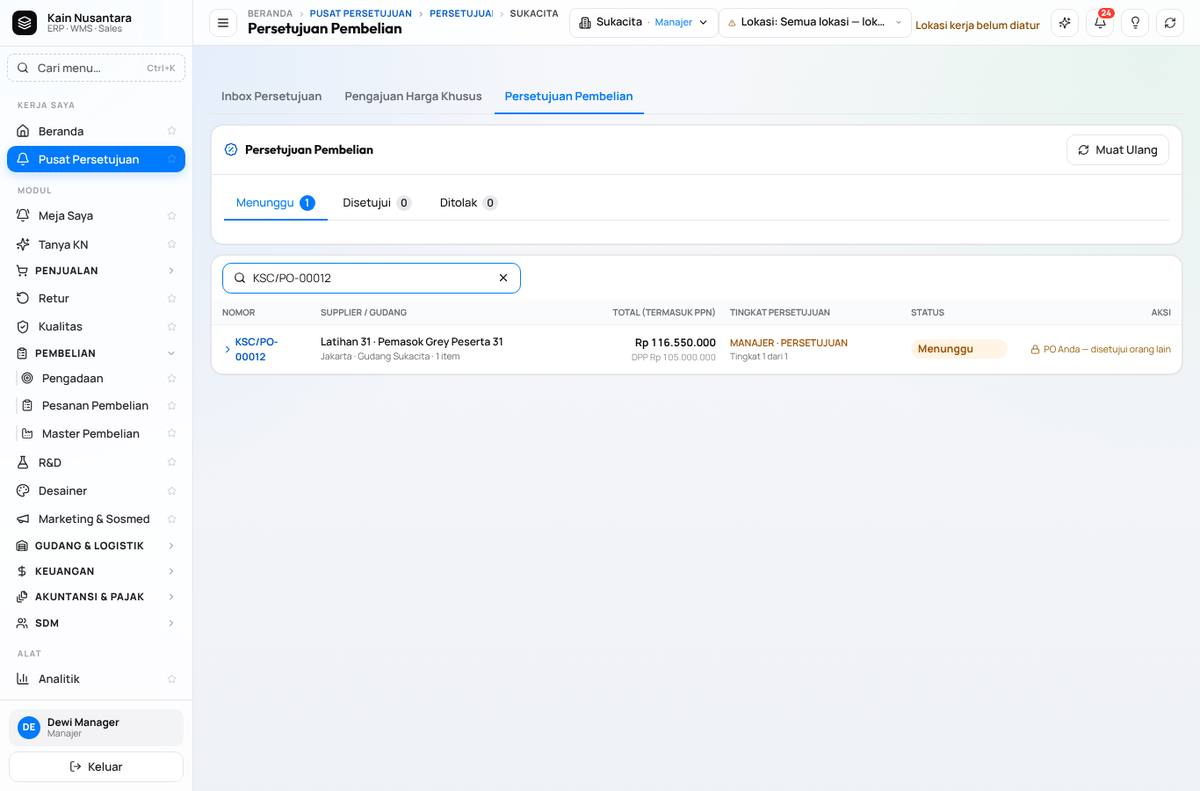 Kain Nusantara
ERP · WMS · Sales
Cari menu...
Ctrl+K
KERJA SAYA
Beranda
Pusat Persetujuan
MODUL
Meja Saya
Tanya KN
PENJUALAN
Retur
Kualitas
PEMBELIAN
Pengadaan
Pesanan Pembelian
Master Pembelian
R&D
Desainer
Marketing & Sosmed
GUDANG & LOGISTIK
KEUANGAN
AKUNTANSI & PAJAK
SDM
ALAT
Analitik
DE
Dewi Manager
Manajer
Keluar
BERANDA › PUSAT PERSETUJUAN › PERSETUJUAI › SUKACITA
Persetujuan Pembelian
Sukacita · Manajer
Lokasi: Semua lokasi — lok...
Lokasi kerja belum diatur
24
Inbox Persetujuan
Pengajuan Harga Khusus
Persetujuan Pembelian
Persetujuan Pembelian
Muat Ulang
Menunggu 1
Disetujui 0
Ditolak 0
KSC/PO-00012
NOMOR
SUPPLIER / GUDANG
TOTAL (TERMASUK PPN)
TINGKAT PERSETUJUAN
STATUS
AKSI
KSC/PO-
00012
Latihan 31 · Pemasok Grey Peserta 31
Jakarta · Gudang Sukacita · 1 item
Rp 116.550.000
DPP Rp 105.000.000
MANAJER · PERSETUJUAN
Tingkat 1 dari 1
Menunggu
PO Anda — disetujui orang lain